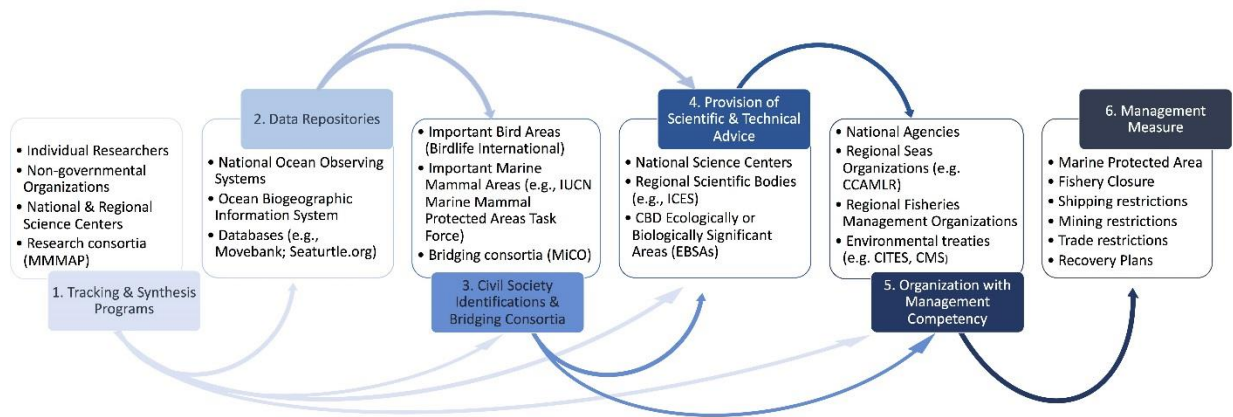 • Individual Researchers
• Non-governmental
Organizations
• National & Regional
Science Centers
• Research consortia
(MMMAP)
1. Tracking & Synthesis
Programs
2. Data Repositories
• National Ocean Observing
Systems
• Ocean Biogeographic
Information System
• Databases (e.g.,
Movebank; Seaturtle.org)
• Important Bird Areas
(Birdlife International)
• Important Marine
Mammal Areas (e.g., IUCN
Marine Mammal
Protected Areas Task
Force)
• Bridging consortia (MiCO)
3. Civil Society
Identifications &
Bridging Consortia
4. Provision of
Scientific & Technical
Advice
• National Science Centers
• Regional Scientific Bodies
(e.g., ICES)
• CBD Ecologically or
Biologically Significant
Areas (EBSAs)
• National Agencies
• Regional Seas
Organizations (e.g.
CCAMLR)
• Regional Fisheries
Management Organizations
• Environmental treaties
(e.g. CITES, CMS)
5. Organization with
Management
Competency
6. Management
Measure
• Marine Protected Area
• Fishery Closure
• Shipping restrictions
• Mining restrictions
• Trade restrictions
• Recovery Plans